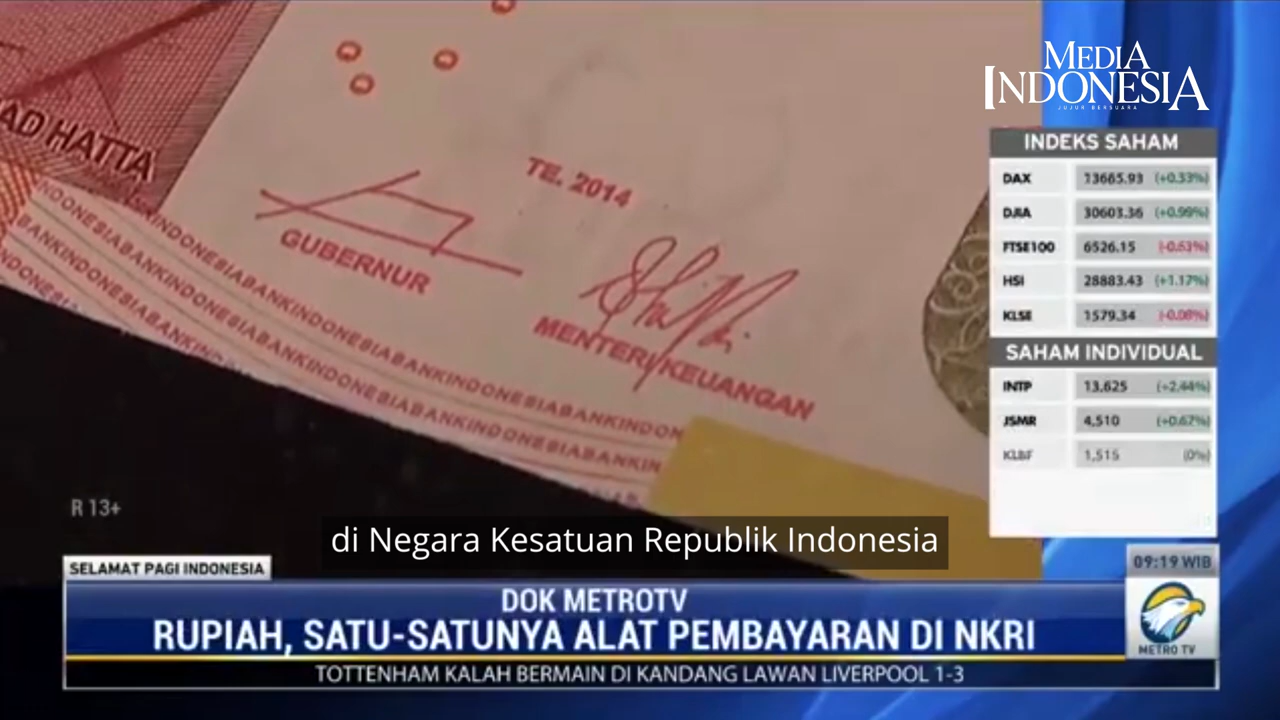 MEDIA
INDONESIA
JUJUR BERSUARA
AD HATTA
TE. 2014
GUBERNUR
MENTERI KEUANGAN
NDONESIABANKINDONESIABANKINDONESIABANKINDON
BANKINDONESIABANKINDONESIABANKINDONESIABANKIN
INDEKS SAHAM
DAX 13665.93 (+0.33%)
DJIA 30603.36 (+0.99%)
FTSE100 6526.15 (-0.63%)
HSI 28883.43 (+1.17%)
KLSE 1579.34 (-0.08%)
SAHAM INDIVIDUAL
INTP 13,625 (+2.44%)
JSMR 4,510 (+0.67%)
KLBF 1,515 (0%)
R 13+
di Negara Kesatuan Republik Indonesia
SELAMAT PAGI INDONESIA
09:19 WIB
DOK METROTV
RUPIAH, SATU-SATUNYA ALAT PEMBAYARAN DI NKRI
METRO TV
TOTTENHAM KALAH BERMAIN DI KANDANG LAWAN LIVERPOOL 1-3